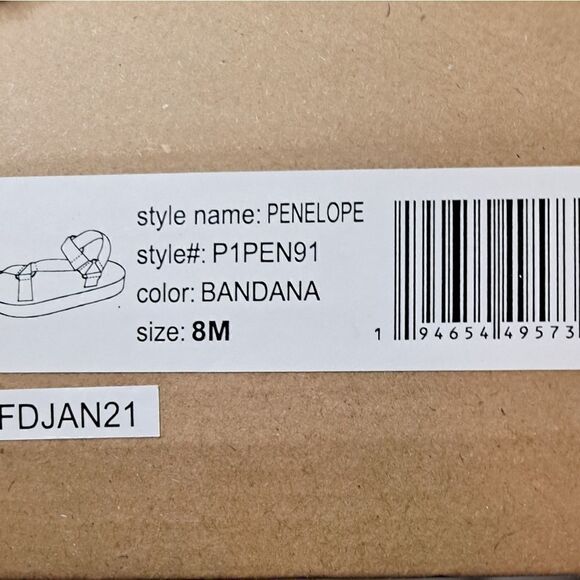 style name: PENELOPE
style#: P1PEN91
color: BANDANA
size: 8M
1 94654 49573
FDJAN21